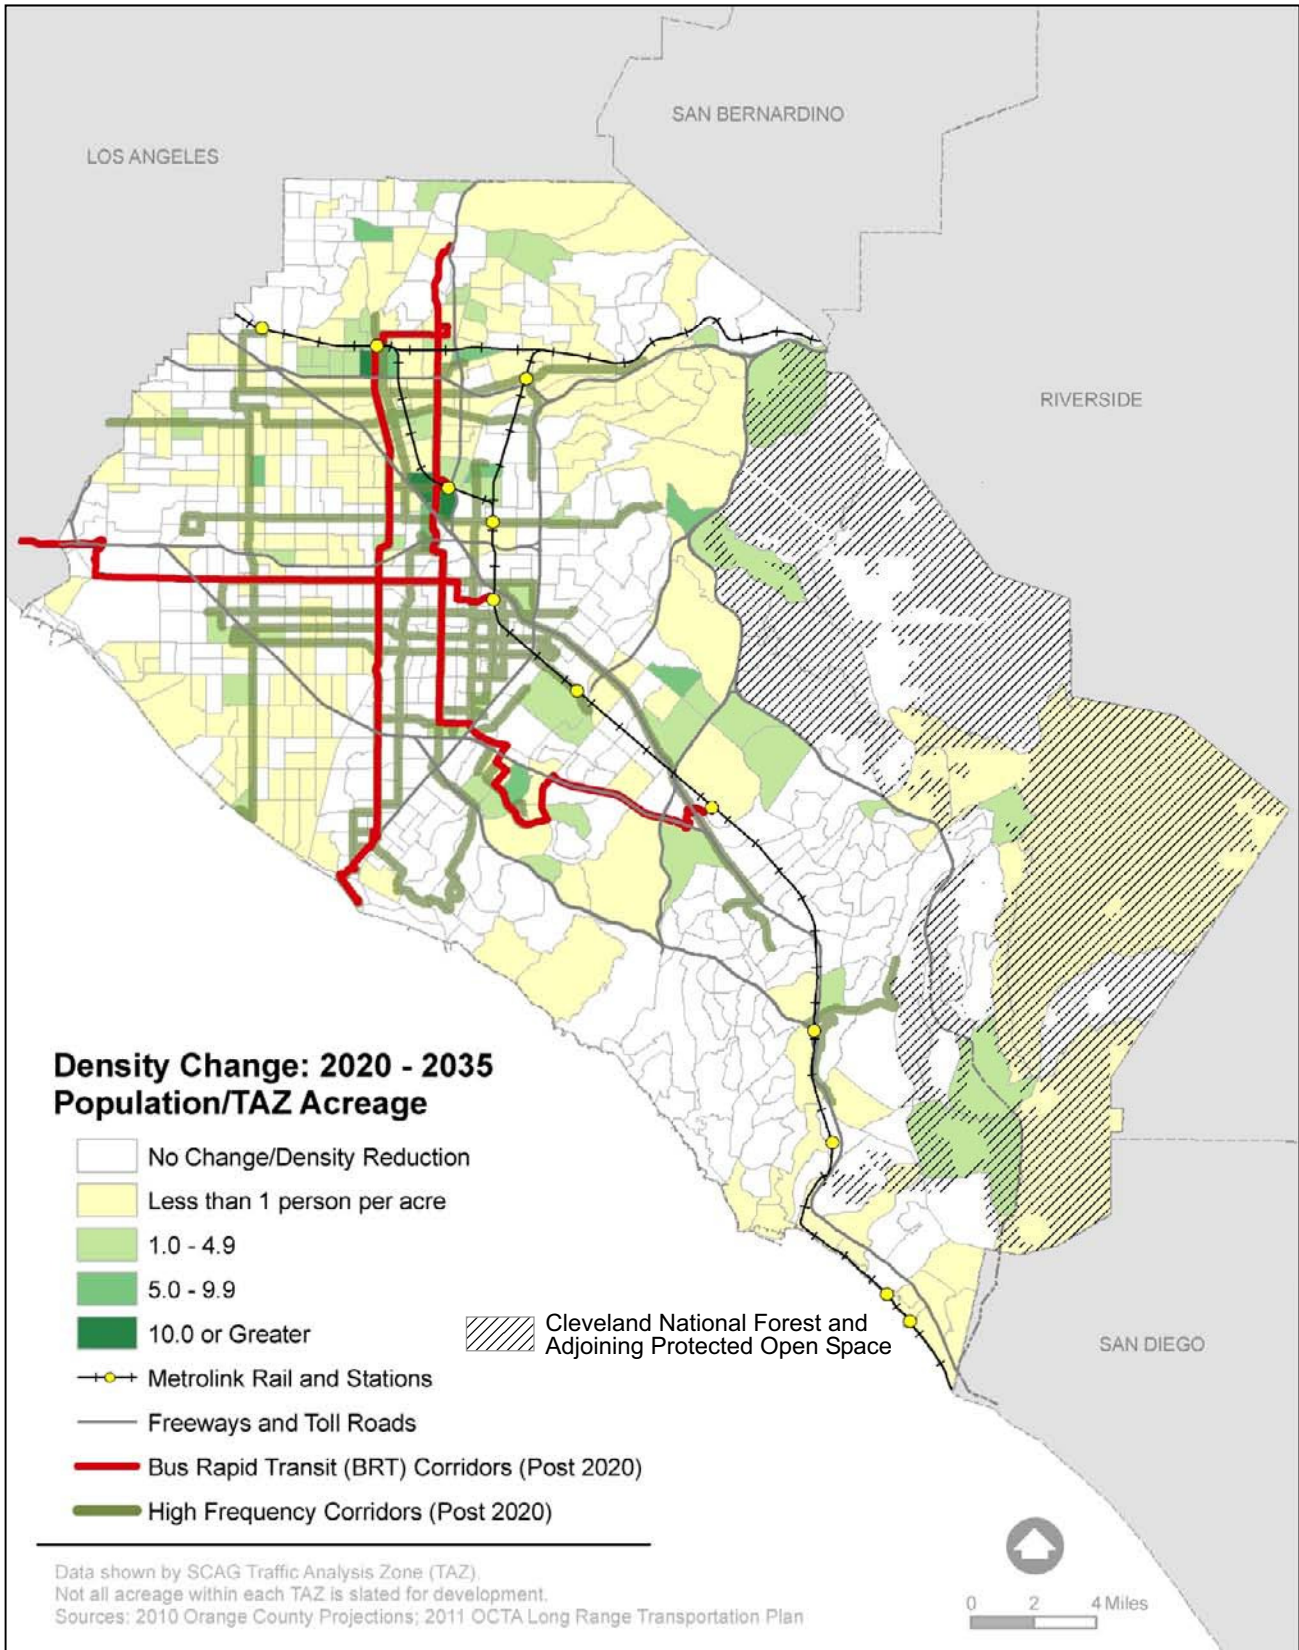 SAN BERNARDINO
LOS ANGELES
RIVERSIDE
Density Change: 2020 - 2035
Population/TAZ Acreage
No Change/Density Reduction
Less than 1 person per acre
1.0 - 4.9
5.0 - 9.9
10.0 or Greater
Cleveland National Forest and
Adjoining Protected Open Space
SAN DIEGO
Metrolink Rail and Stations
Freeways and Toll Roads
Bus Rapid Transit (BRT) Corridors (Post 2020)
High Frequency Corridors (Post 2020)
Data shown by SCAG Traffic Analysis Zone (TAZ).
Not all acreage within each TAZ is slated for development.
Sources: 2010 Orange County Projections; 2011 OCTA Long Range Transportation Plan
0 2 4 Miles